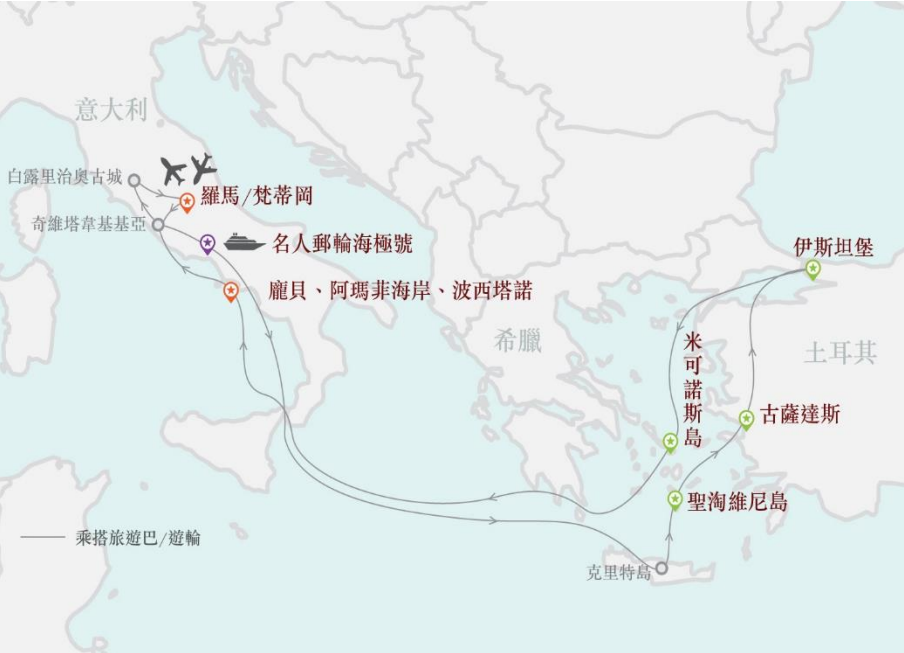 意大利
白露里治奧古城
羅馬/梵蒂岡
奇維塔韋基基亞
名人郵輪海極號
伊斯坦堡
龐貝、阿瑪菲海岸、波西塔諾
希臘
米可諾斯島
土耳其
古薩達斯
聖淘維尼島
乘搭旅遊巴/遊輪
克里特島